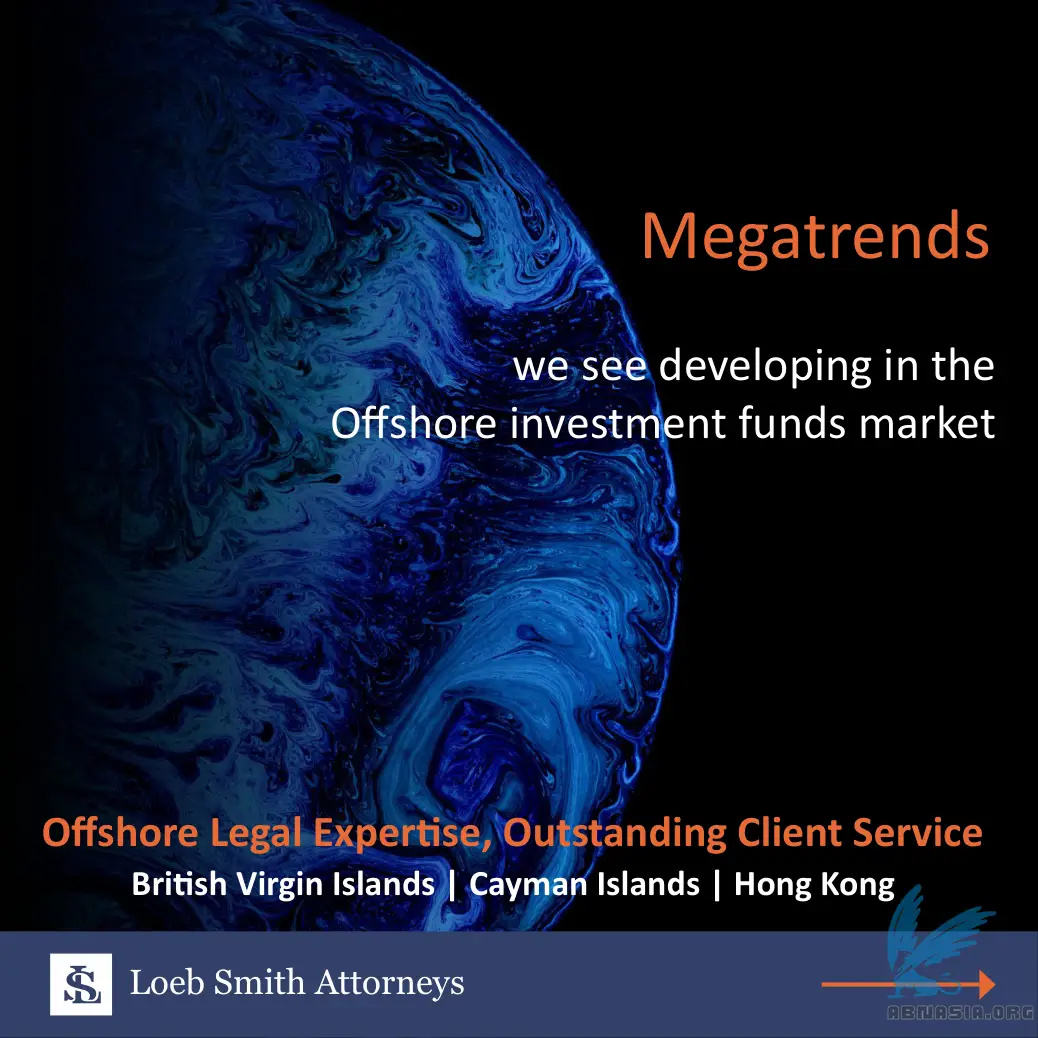 Megatrends
we see developing in the
Offshore investment funds market
Offshore Legal Expertise, Outstanding Client Service
British Virgin Islands | Cayman Islands | Hong Kong
LS
Loeb Smith Attorneys
ABNASIA.ORG